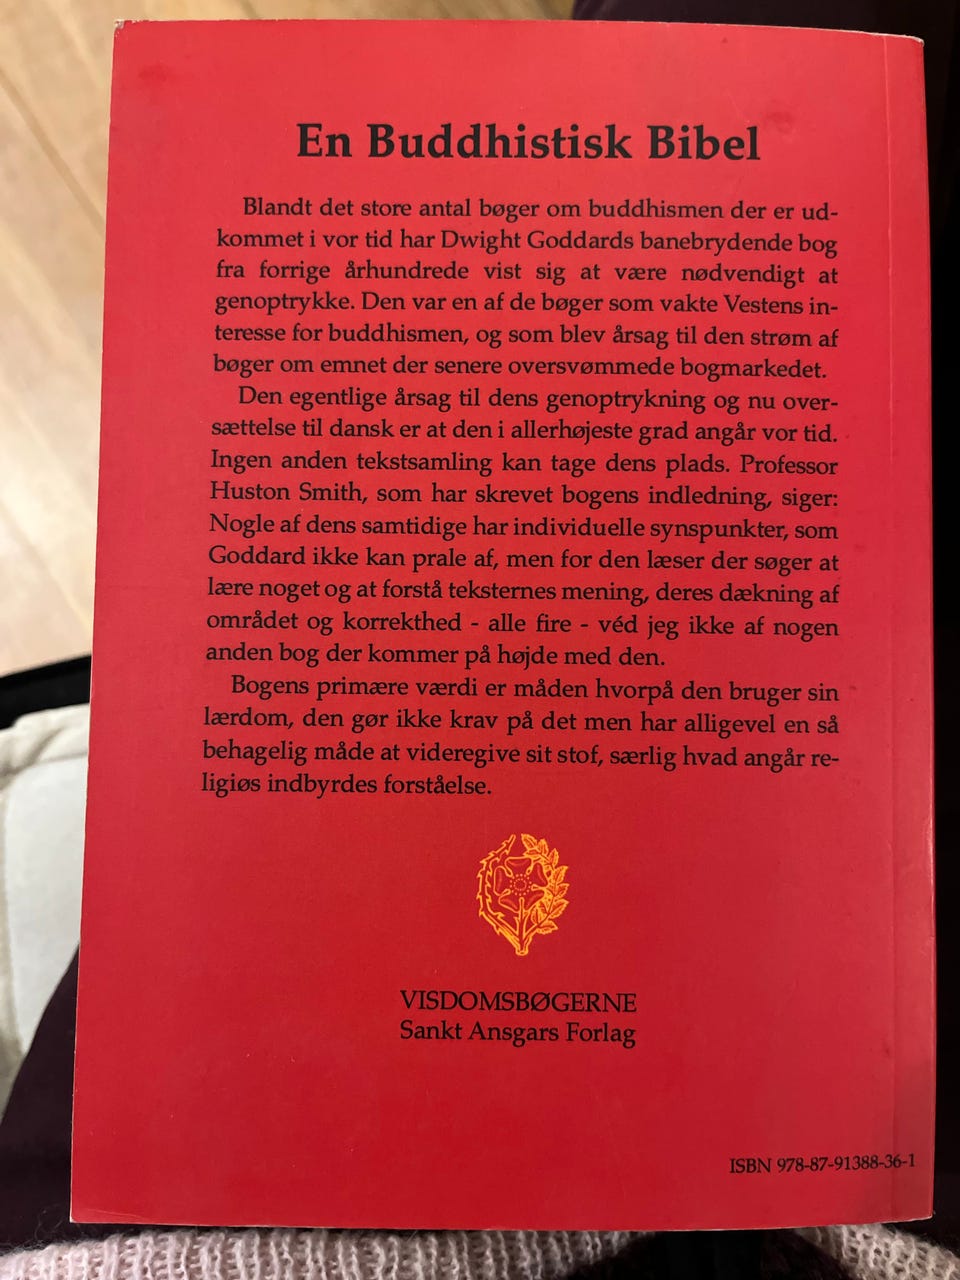 En Buddhistisk Bibel
Blandt det store antal bøger om buddhismen der er ud-
kommet i vor tid har Dwight Goddards banebrydende bog
fra forrige århundrede vist sig at være nødvendigt at
genoptrykke. Den var en af de bøger som vakte Vestens in-
teresse for buddhismen, og som blev årsag til den strøm af
bøger om emnet der senere oversvømmede bogmarkedet.
Den egentlige årsag til dens genoptrykning og nu over-
sættelse til dansk er at den i allerhøjeste grad angår vor tid.
Ingen anden tekstsamling kan tage dens plads. Professor
Huston Smith, som har skrevet bogens indledning, siger:
Nogle af dens samtidige har individuelle synspunkter, som
Goddard ikke kan prale af, men for den læser der søger at
lære noget og at forstå teksternes mening, deres dækning af
området og korrekthed - alle fire - véd jeg ikke af nogen
anden bog der kommer på højde med den.
Bogens primære værdi er måden hvorpå den bruger sin
lærdom, den gør ikke krav på det men har alligevel en så
behagelig måde at videregive sit stof, særlig hvad angår re-
ligiøs indbyrdes forståelse.
VISDOMSBØGERNE
Sankt Ansgars Forlag
ISBN 978-87-91388-36-1